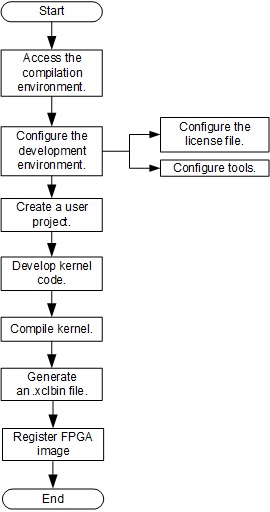 Start
Access the
compilation
environment.
Configure the
development
environment.
Configure the
license file.
Configure tools.
Create a user
project.
Develop kernel
code.
Compile kernel.
Generate
an .xclbin file.
Register FPGA
image
End